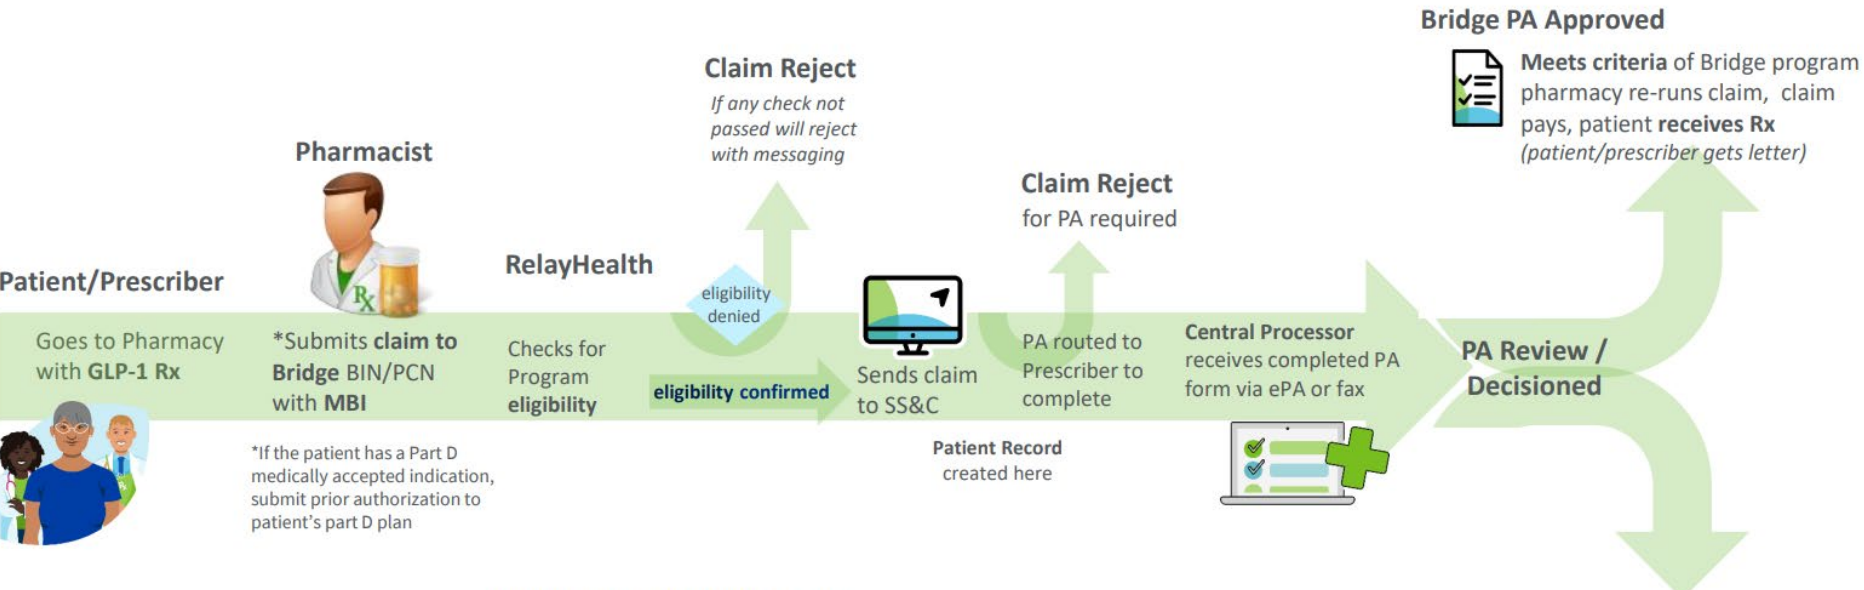 Bridge PA Approved
Meets criteria of Bridge program
pharmacy re-runs claim, claim
pays, patient receives Rx
(patient/prescriber gets letter)
Claim Reject
If any check not
passed will reject
with messaging
Pharmacist
Rx
Claim Reject
for PA required
Patient/Prescriber
RelayHealth
eligibility
denied
Goes to Pharmacy
with GLP-1 Rx
*Submits claim to
Bridge BIN/PCN
with MBI
Checks for
Program
eligibility
eligibility confirmed
Sends claim
to SS&C
PA routed to
Prescriber to
complete
Central Processor
receives completed PA
form via ePA or fax
PA Review /
Decisioned
*If the patient has a Part D
medically accepted indication,
submit prior authorization to
patient's part D plan
Patient Record
created here